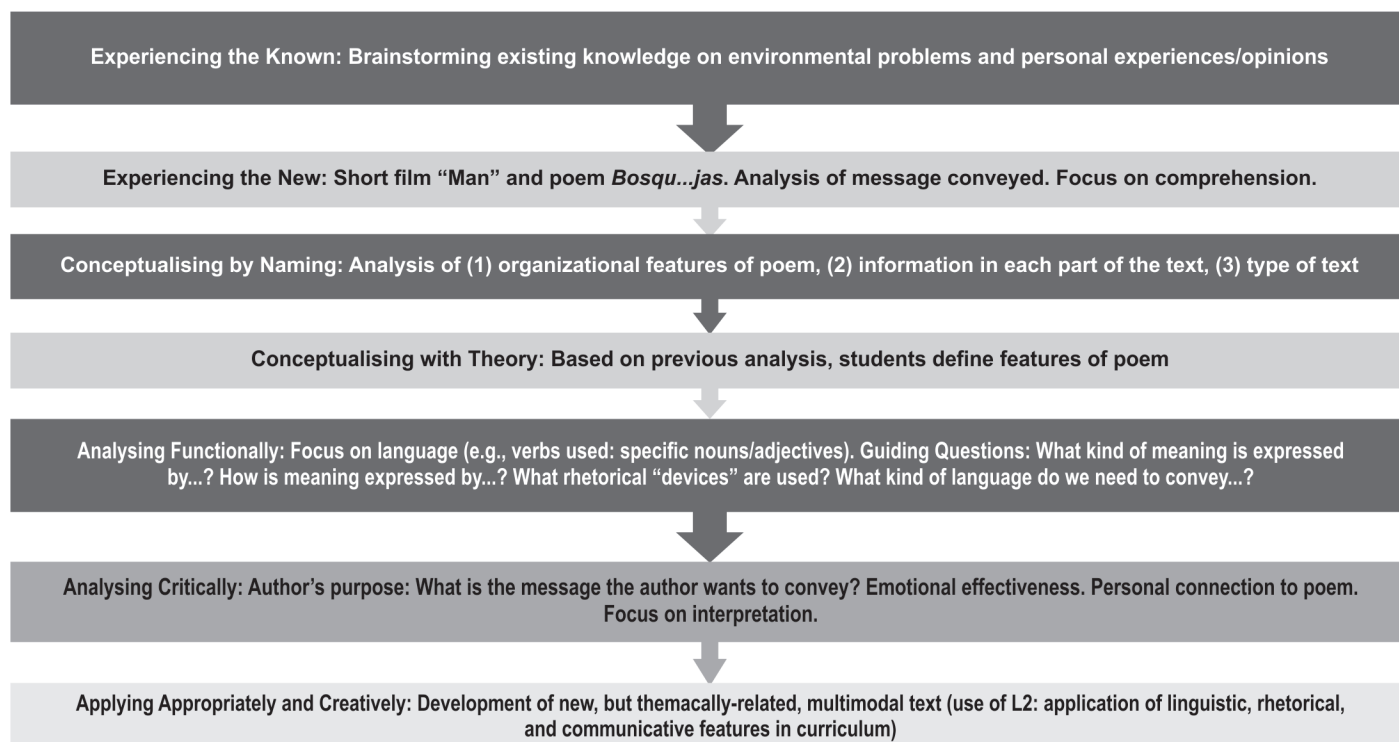 Experiencing the Known: Brainstorming existing knowledge on environmental problems and personal experiences/opinions
Experiencing the New: Short film “Man” and poem Bosqu...jas. Analysis of message conveyed. Focus on comprehension.
Conceptualising by Naming: Analysis of (1) organizational features of poem, (2) information in each part of the text, (3) type of text
Conceptualising with Theory: Based on previous analysis, students define features of poem
Analysing Functionally: Focus on language (e.g., verbs used: specific nouns/adjectives). Guiding Questions: What kind of meaning is expressed
by...? How is meaning expressed by...? What rhetorical “devices” are used? What kind of language do we need to convey...?
Analysing Critically: Author’s purpose: What is the message the author wants to convey? Emotional effectiveness. Personal connection to poem.
Focus on interpretation.
Applying Appropriately and Creatively: Development of new, but themacally-related, multimodal text (use of L2: application of linguistic, rhetorical,
and communicative features in curriculum)